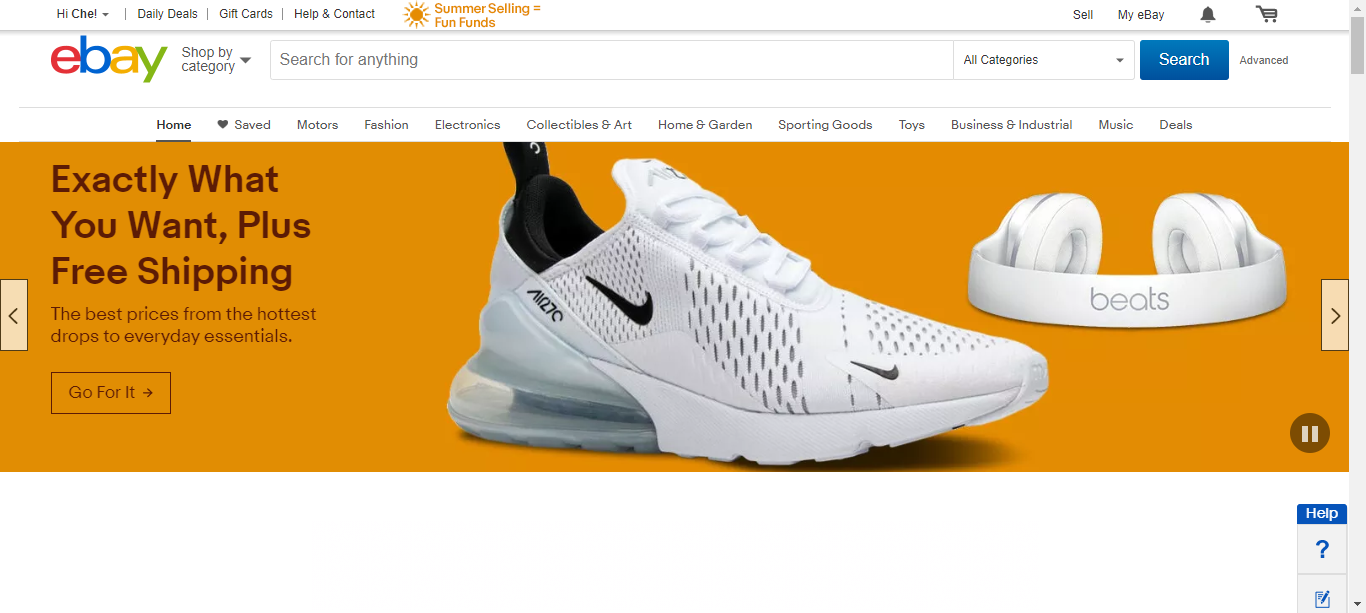 Hi Che!
Daily Deals
Gift Cards
Help & Contact
Summer Selling =
Fun Funds
Sell
My eBay
ebay
Shop by
category
Search for anything
All Categories
Search
Advanced
Home
Saved
Motors
Fashion
Electronics
Collectibles & Art
Home & Garden
Sporting Goods
Toys
Business & Industrial
Music
Deals
Exactly What
You Want, Plus
Free Shipping
The best prices from the hottest
drops to everyday essentials.
Go For It →
AIR27C
beats
Help
?